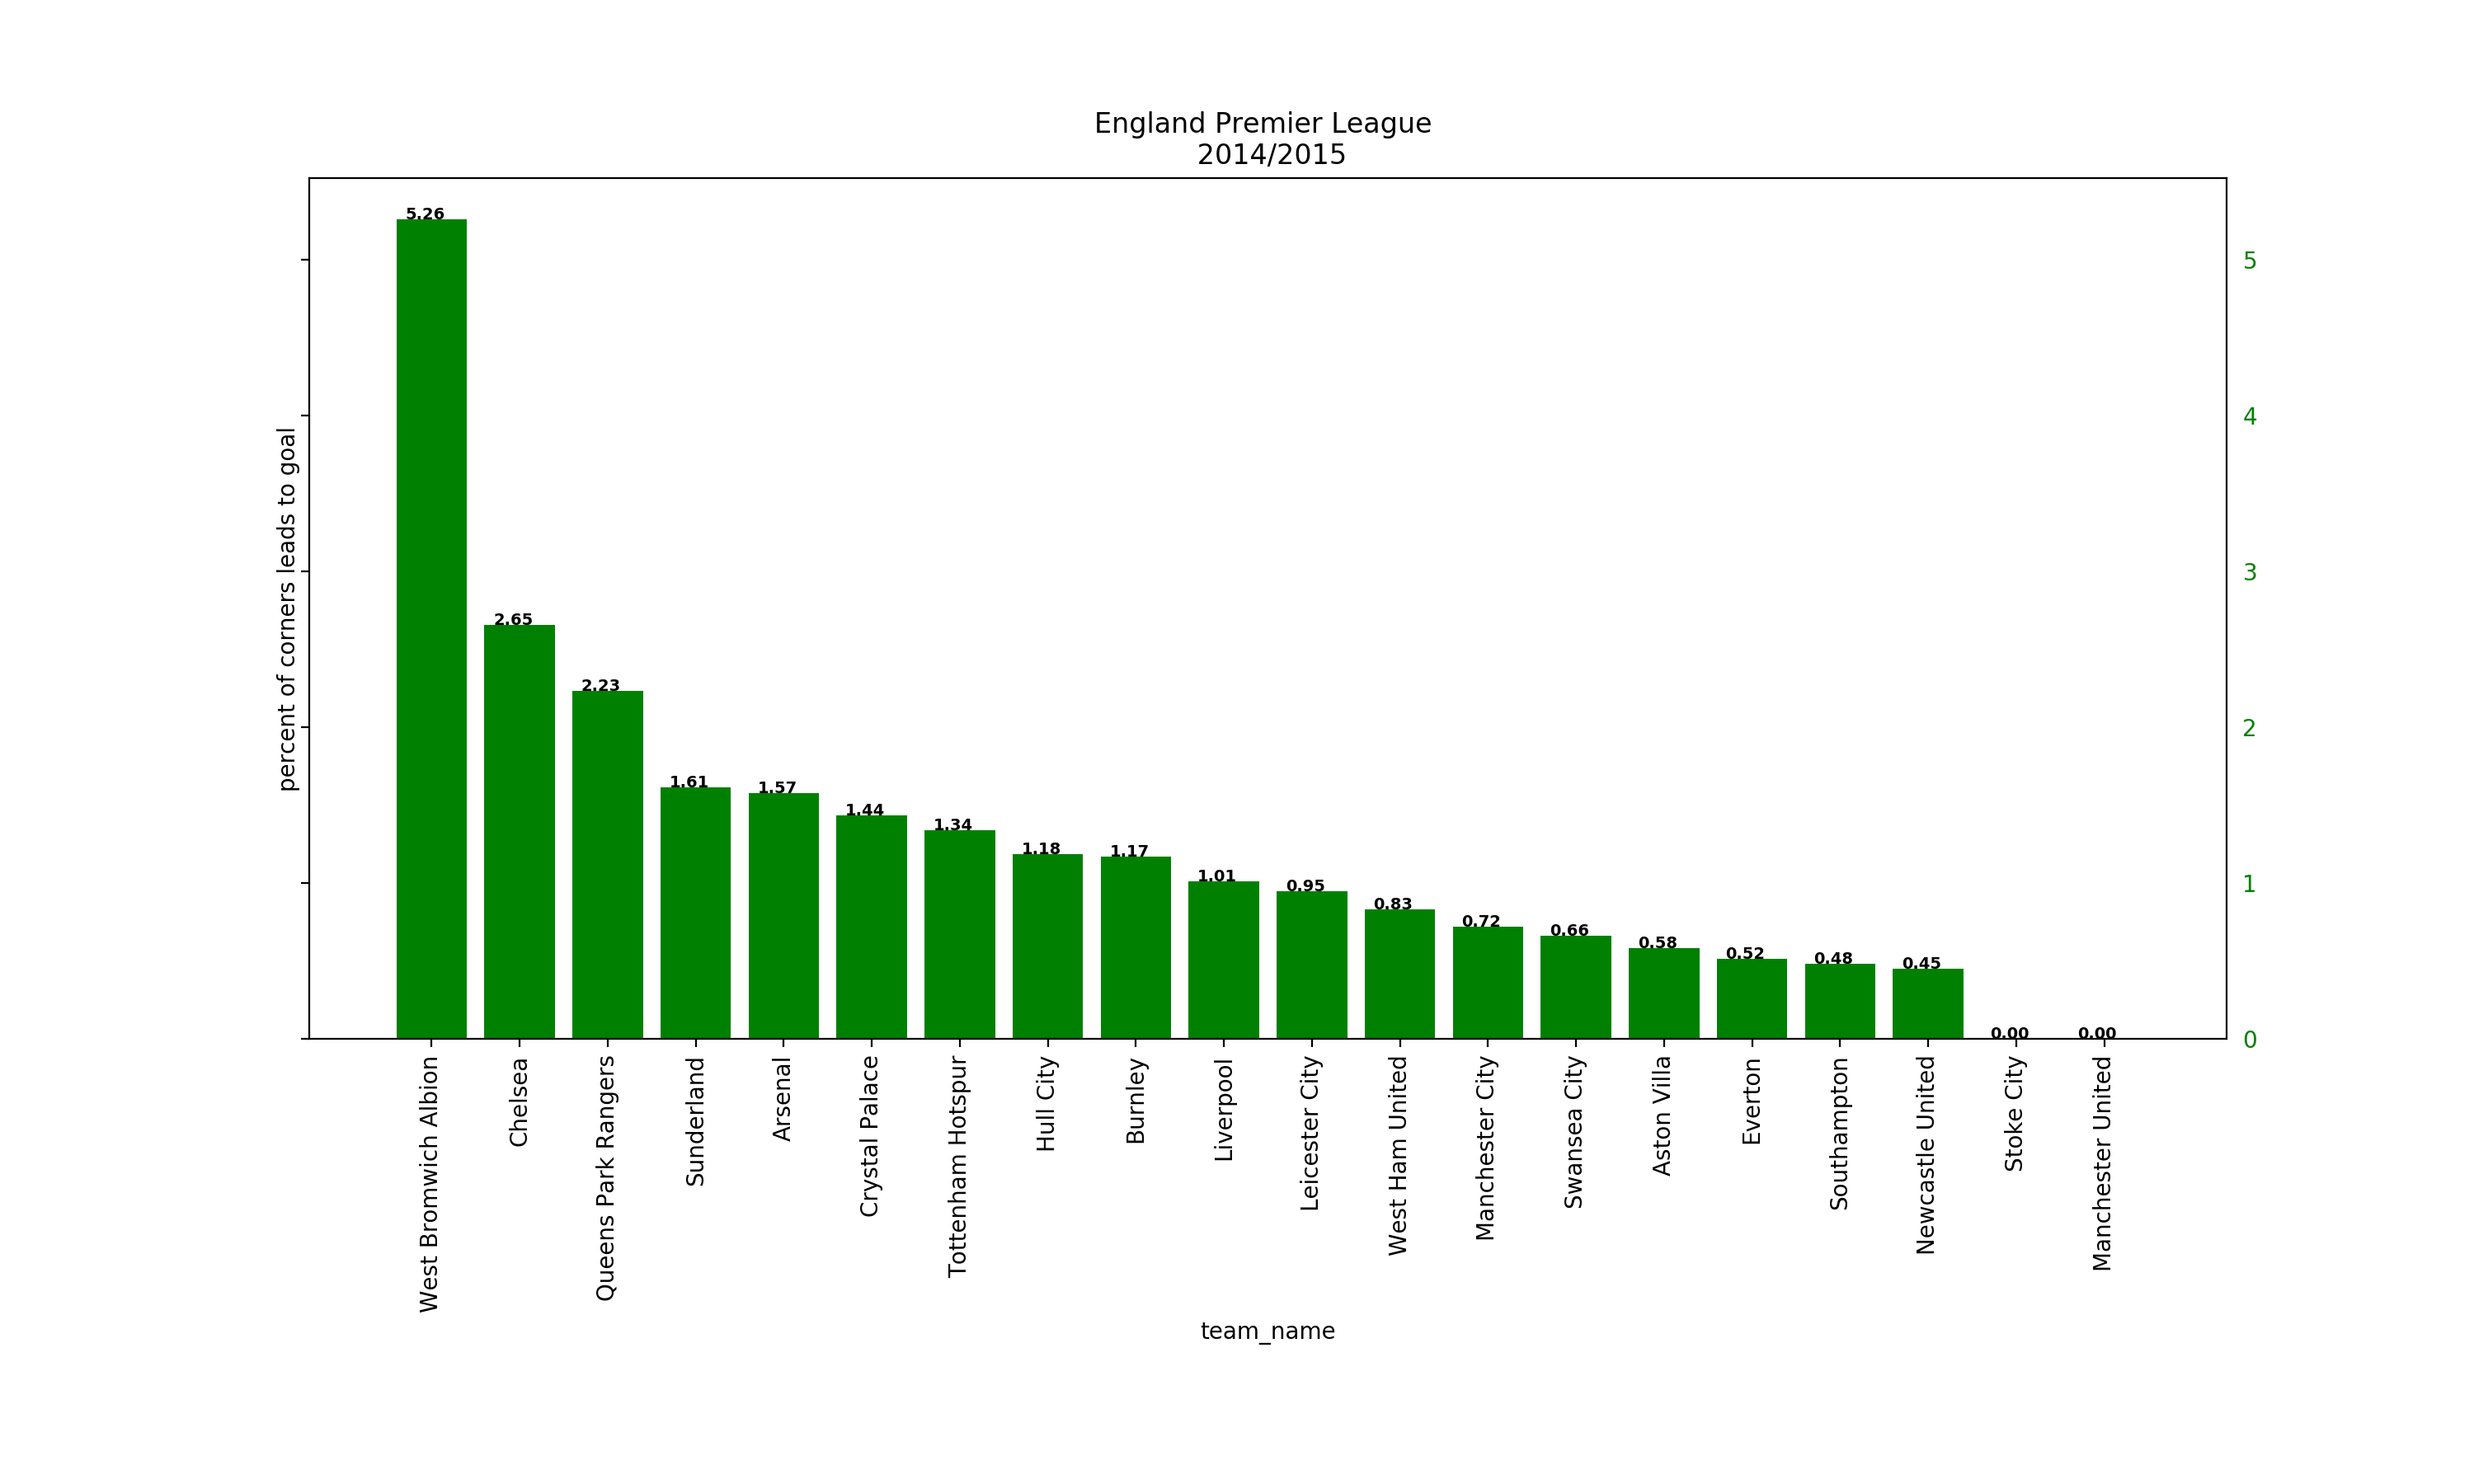 England Premier League
2014/2015
percent of corners leads to goal
5.26
2.65
2.23
1.61
1.57
1.44
1.34
1.18
1.17
1.01
0.95
0.83
0.72
0.66
0.58
0.52
0.48
0.45
0.00
0.00
5
4
3
2
1
0
West Bromwich Albion
Chelsea
Queens Park Rangers
Sunderland
Arsenal
Crystal Palace
Tottenham Hotspur
Hull City
Burnley
Liverpool
Leicester City
West Ham United
Manchester City
Swansea City
Aston Villa
Everton
Southampton
Newcastle United
Stoke City
Manchester United
team_name